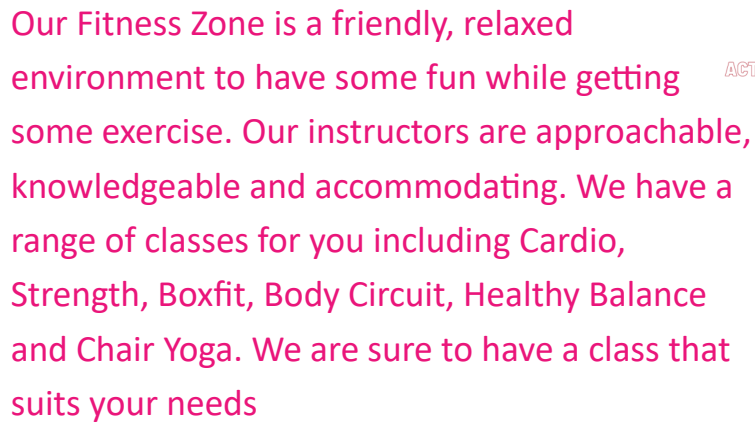 Our Fitness Zone is a friendly, relaxed
environment to have some fun while getting
some exercise. Our instructors are approachable,
knowledgeable and accommodating. We have a
range of classes for you including Cardio,
Strength, Boxfit, Body Circuit, Healthy Balance
and Chair Yoga. We are sure to have a class that
suits your needs